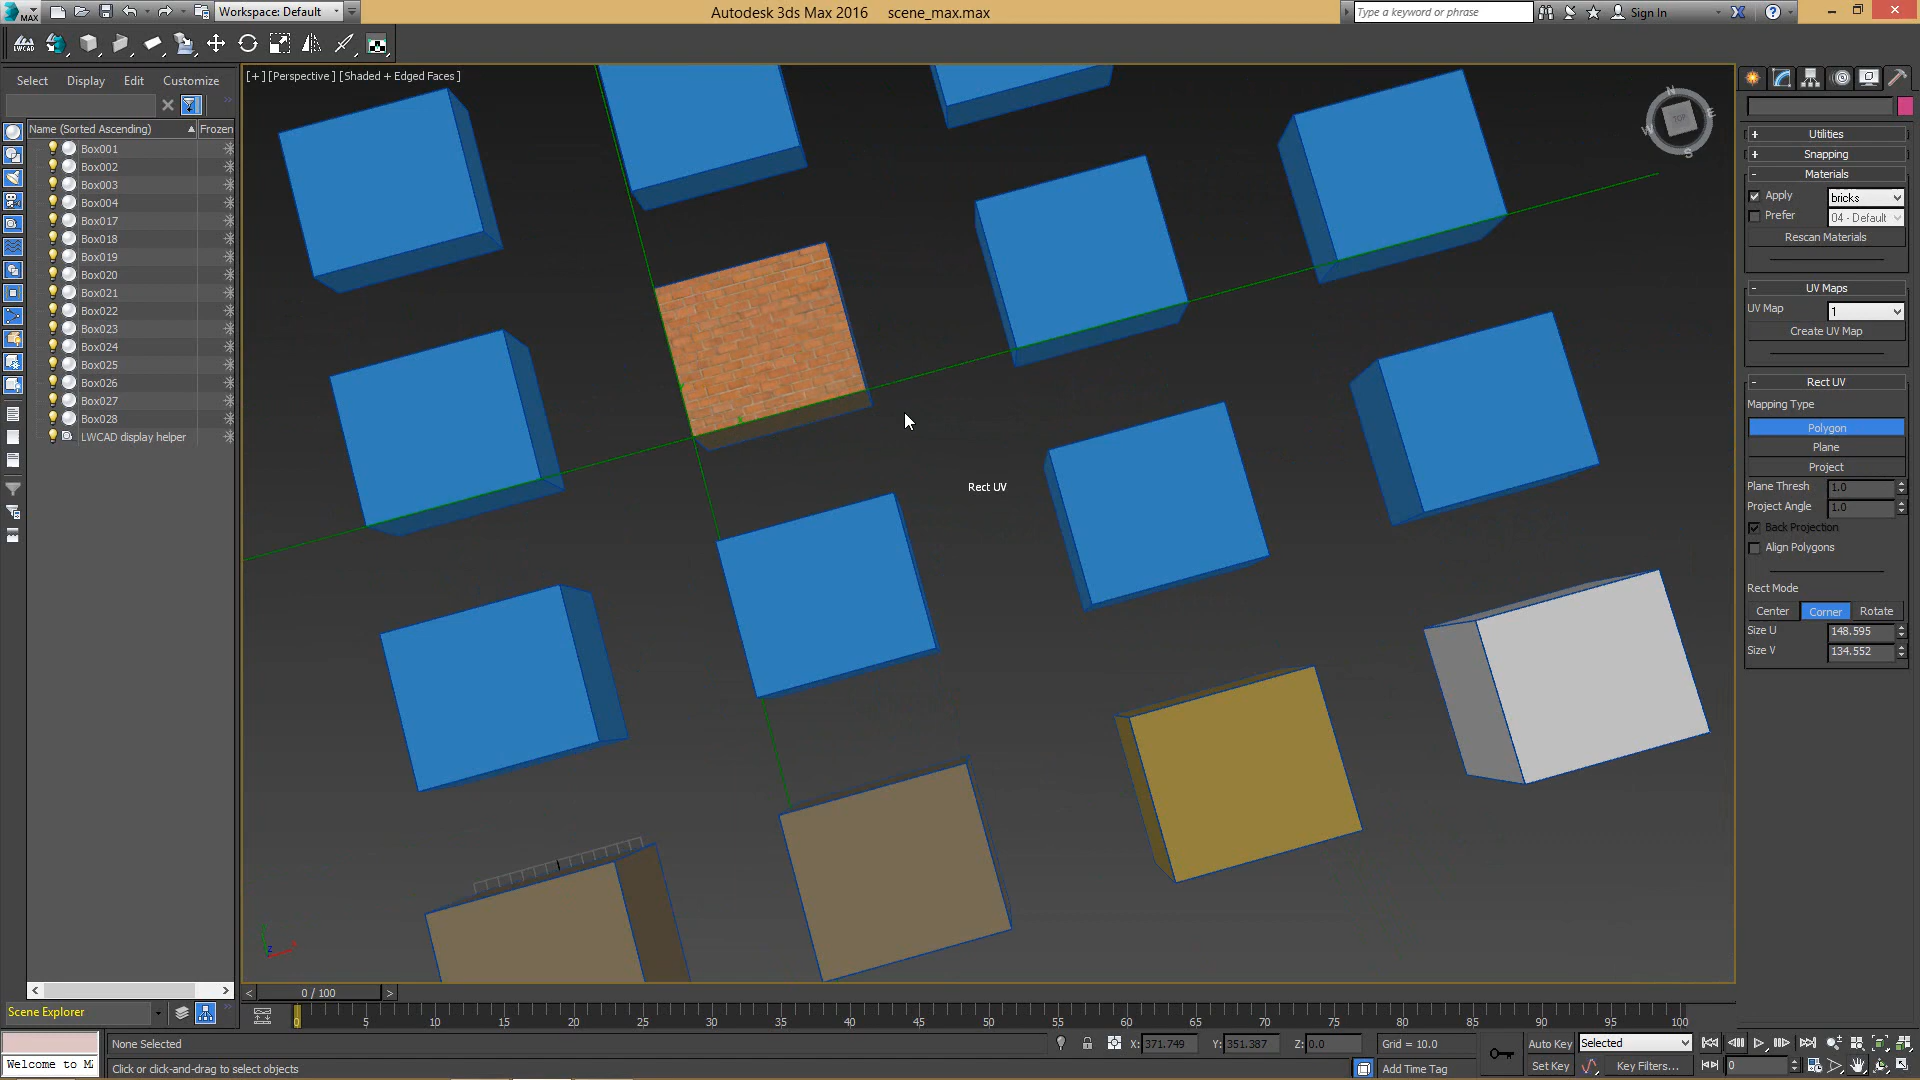 MAX
Workspace: Default
Autodesk 3ds Max 2016 scene_max.max
Type a keyword or phrase
Sign In
LWCAD
Select Display Edit Customize
Name (Sorted Ascending) Frozen
Box001
Box002
Box003
Box004
Box017
Box018
Box019
Box020
Box021
Box022
Box023
Box024
Box025
Box026
Box027
Box028
LWCAD display helper
Scene Explorer
[+] [Perspective] [Shaded + Edged Faces]
N
W
E
S
TOP
Rect UV
z
Utilities
Snapping
Materials
Apply bricks
Prefer 04 - Default
Rescan Materials
UV Maps
UV Map 1
Create UV Map
Rect UV
Mapping Type
Polygon
Plane
Project
Plane Thresh 1.0
Project Angle 1.0
Back Projection
Align Polygons
Rect Mode
Center Corner Rotate
Size U 148.595
Size V 134.552
0 / 100
0 5 10 15 20 25 30 35 40 45 50 55 60 65 70 75 80 85 90 95 100
None Selected
X: 371.749 Y: 351.387 Z: 0.0 Grid = 10.0
Auto Key Selected
Welcome to M
Click or click-and-drag to select objects
Add Time Tag
Set Key Key Filters... 0